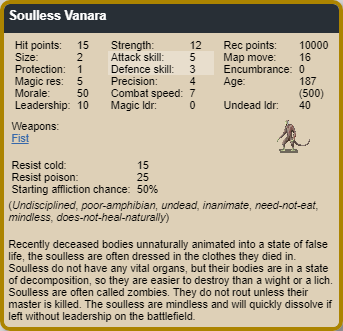 Soulless Vanara
Hit points: 15 Strength: 12 Rec points: 10000
Size: 2 Attack skill: 5 Map move: 16
Protection: 1 Defence skill: 3 Encumbrance: 0
Magic res: 5 Precision: 4 Age: 187
Morale: 50 Combat speed: 7 (500)
Leadership: 10 Magic ldr: 0 Undead ldr: 40
Weapons:
Fist
Resist cold: 15
Resist poison: 25
Starting affliction chance: 50%
(Undisciplined, poor-amphibian, undead, inanimate, need-not-eat,
mindless, does-not-heal-naturally)
Recently deceased bodies unnaturally animated into a state of false
life, the soulless are often dressed in the clothes they died in.
Soulless do not have any vital organs, but their bodies are in a state
of decomposition, so they are easier to destroy than a wight or a lich.
Soulless are often called zombies. They do not rout unless their
master is killed. The soulless are mindless and will quickly dissolve if
left without leadership on the battlefield.